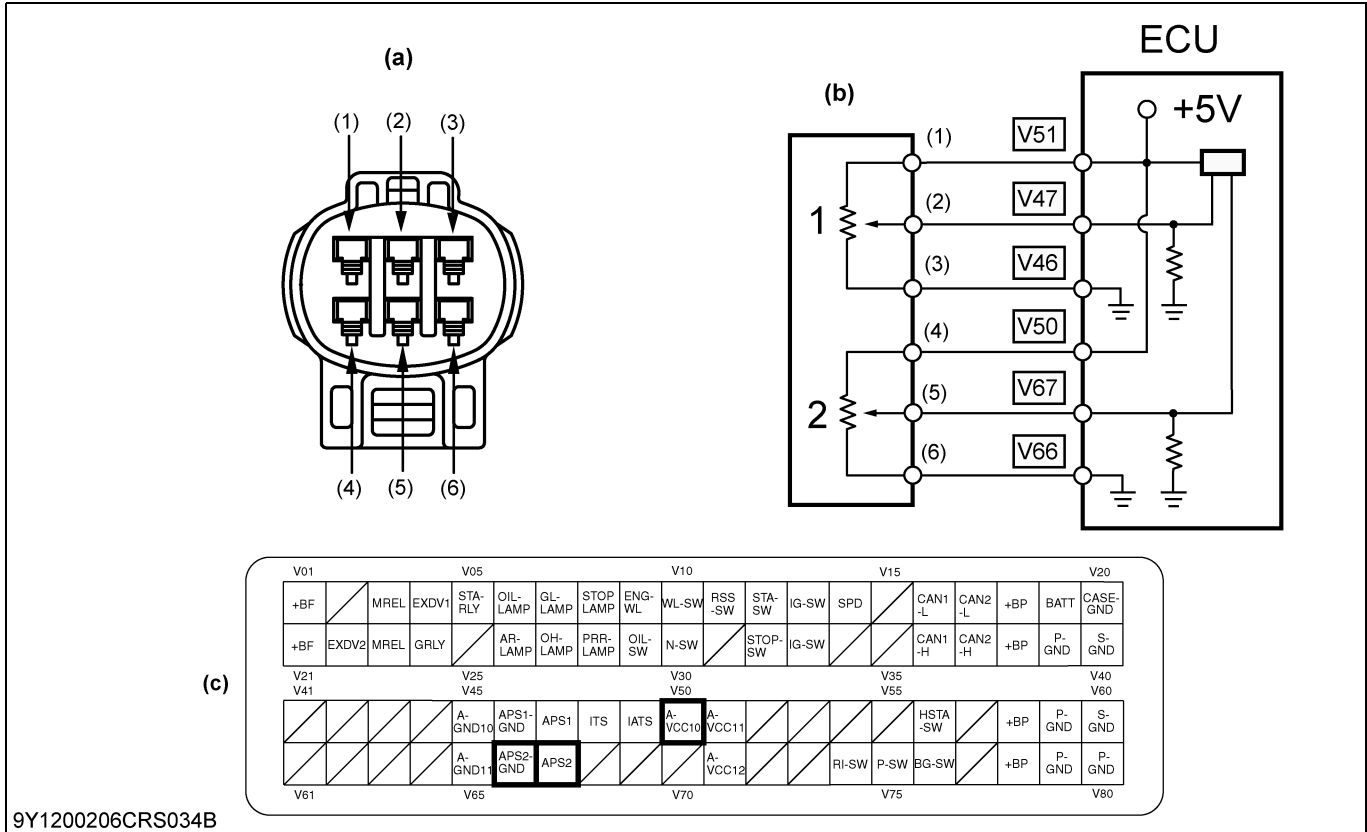 (a)
(1) (2) (3)
(4) (5) (6)
(b)
ECU
+5V
(1) V51
1 (2) V47
(3) V46
(4) V50
2 (5) V67
(6) V66
(c)
V01 V05 V10 V15 V20
+BF MREL EXDV1 STA-RLY OIL-LAMP GL-LAMP STOP LAMP ENG-WL WL-SW RSS-SW STA-SW IG-SW SPD CAN1-L CAN2-L +BP BATT CASE-GND
+BF EXDV2 MREL GRLY AR-LAMP OH-LAMP PRR-LAMP OIL-SW N-SW STOP-SW IG-SW CAN1-H CAN2-H +BP P-GND S-GND
V21 V25 V30 V35 V40
V41 V45 V50 V55 V60
A-GND10 APS1-GND APS1 ITS IATS A-VCC10 A-VCC11 HSTA-SW +BP P-GND S-GND
A-GND11 APS2-GND APS2 A-VCC12 RI-SW P-SW BG-SW +BP P-GND P-GND
V61 V65 V70 V75 V80
9Y1200206CRS034B